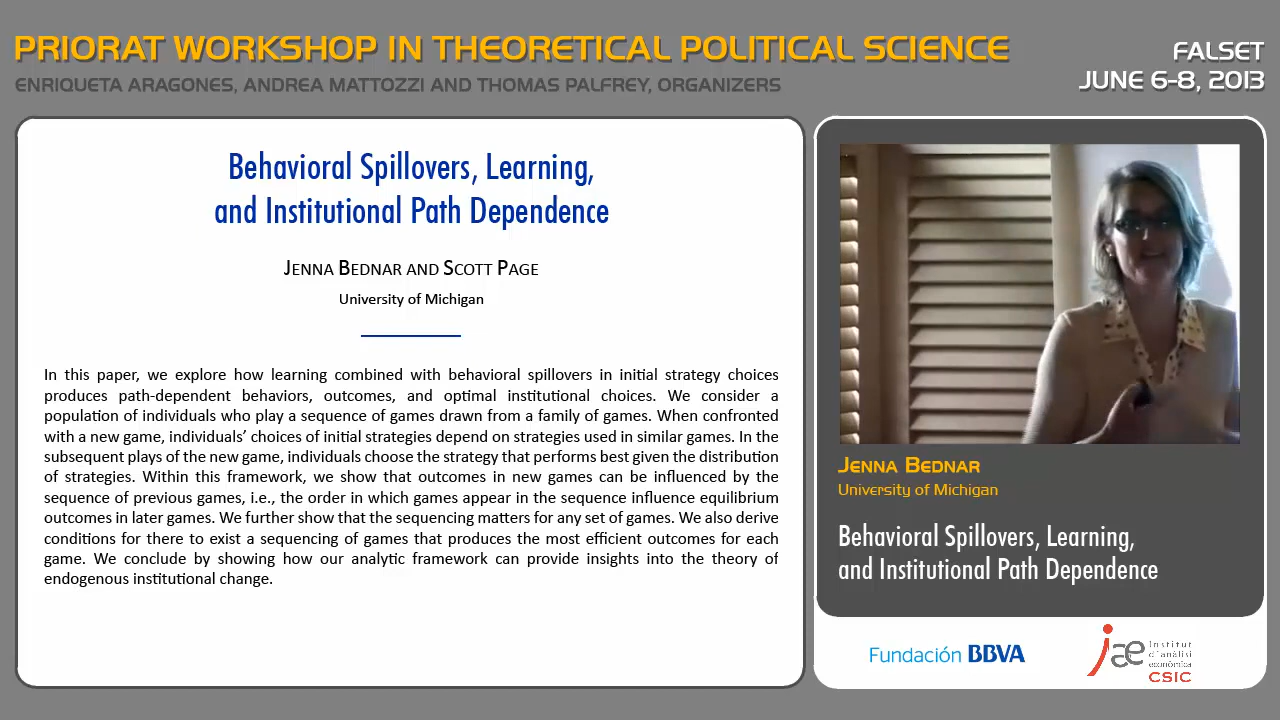 PRIORAT WORKSHOP IN THEORETICAL POLITICAL SCIENCE
ENRIQUETA ARAGONES, ANDREA MATTOZZI AND THOMAS PALFREY, ORGANIZERS
FALSET
JUNE 6-8, 2013
Behavioral Spillovers, Learning,
and Institutional Path Dependence
JENNA BEDNAR AND SCOTT PAGE
University of Michigan
In this paper, we explore how learning combined with behavioral spillovers in initial strategy choices
produces path-dependent behaviors, outcomes, and optimal institutional choices. We consider a
population of individuals who play a sequence of games drawn from a family of games. When confronted
with a new game, individuals' choices of initial strategies depend on strategies used in similar games. In the
subsequent plays of the new game, individuals choose the strategy that performs best given the distribution
of strategies. Within this framework, we show that outcomes in new games can be influenced by the
sequence of previous games, i.e., the order in which games appear in the sequence influence equilibrium
outcomes in later games. We further show that the sequencing matters for any set of games. We also derive
conditions for there to exist a sequencing of games that produces the most efficient outcomes for each
game. We conclude by showing how our analytic framework can provide insights into the theory of
endogenous institutional change.
JENNA BEDNAR
University of Michigan
Behavioral Spillovers, Learning,
and Institutional Path Dependence
Fundación BBVA
iae
Institut
d'anàlisi
econòmica
CSIC